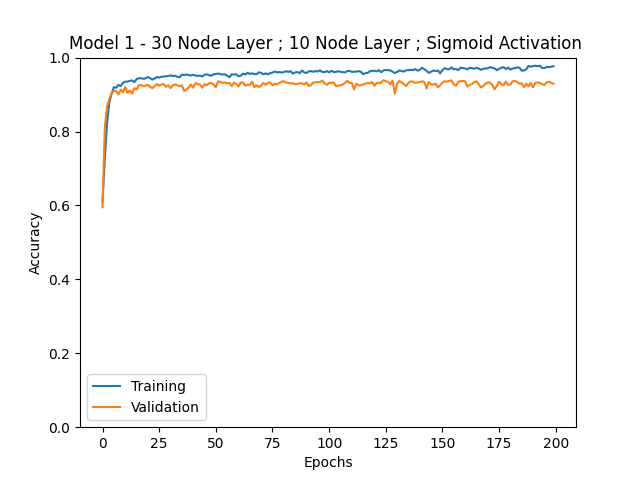 Model 1 - 30 Node Layer ; 10 Node Layer ; Sigmoid Activation
1.0
0.8
0.6
0.4
0.2
0.0
Accuracy
Training
Validation
0 25 50 75 100 125 150 175 200
Epochs